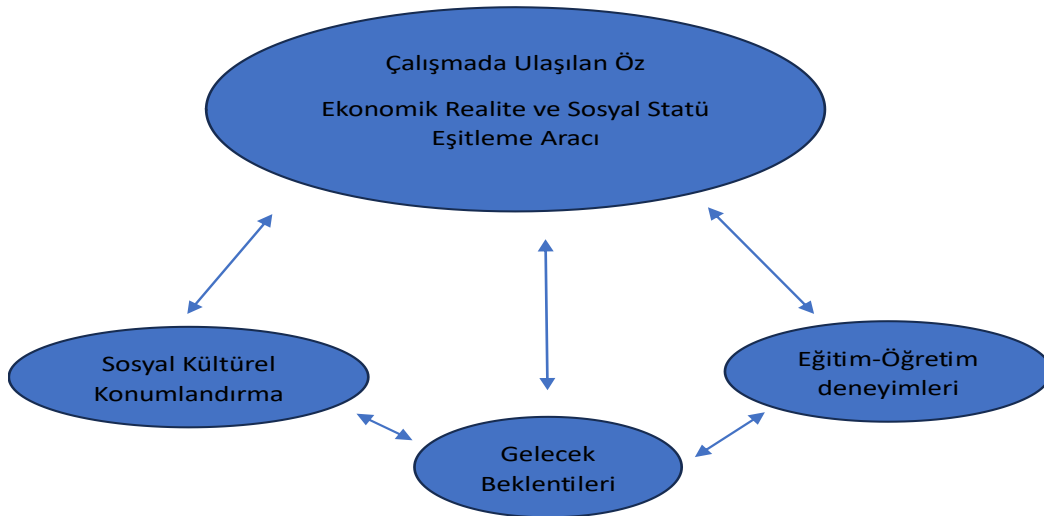 Çalışmada Ulaşılan Öz
Ekonomik Realite ve Sosyal Statü
Eşitleme Aracı
Sosyal Kültürel
Konumlandırma
Eğitim-Öğretim
deneyimleri
Gelecek
Beklentileri